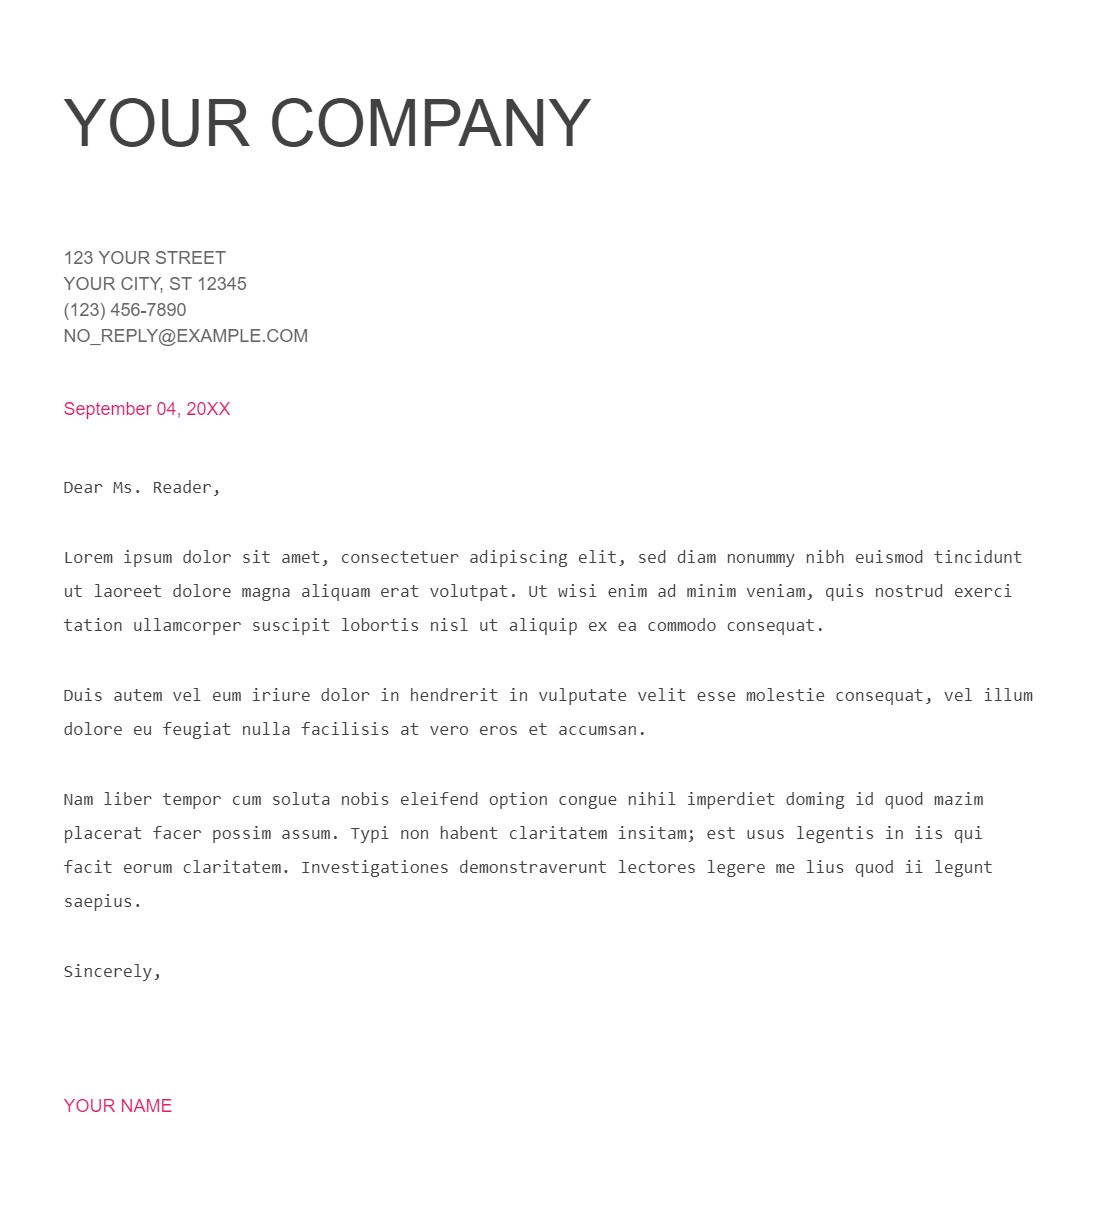 YOUR COMPANY
123 YOUR STREET
YOUR CITY, ST 12345
(123) 456-7890
NO_REPLY@EXAMPLE.COM
September 04, 20XX
Dear Ms. Reader,
Lorem ipsum dolor sit amet, consectetuer adipiscing elit, sed diam nonummy nibh euismod tincidunt
ut laoreet dolore magna aliquam erat volutpat. Ut wisi enim ad minim veniam, quis nostrud exerci
tation ullamcorper suscipit lobortis nisl ut aliquip ex ea commodo consequat.
Duis autem vel eum iriure dolor in hendrerit in vulputate velit esse molestie consequat, vel illum
dolore eu feugiat nulla facilisis at vero eros et accumsan.
Nam liber tempor cum soluta nobis eleifend option congue nihil imperdiet doming id quod mazim
placerat facer possim assum. Typi non habent claritatem insitam; est usus legentis in iis qui
facit eorum claritatem. Investigationes demonstraverunt lectores legere me lius quod ii legunt
saepius.
Sincerely,
YOUR NAME